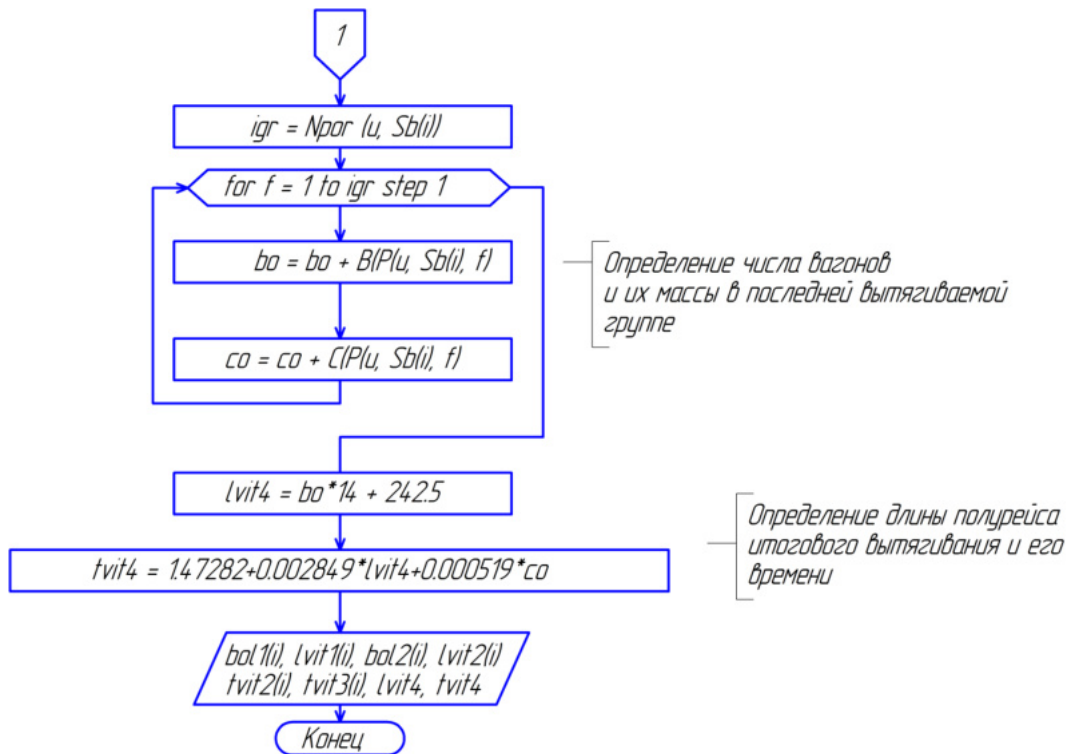 1
igr = Npor (u, Sb(i))
for f = 1 to igr step 1
bo = bo + B(P(u, Sb(i), f)
Определение числа вагонов
и их массы в последней вытягиваемой
группе
co = co + C(P(u, Sb(i), f)
lvit4 = bo*14 + 242.5
Определение длины полурейса
итогового вытягивания и его
времени
tvit4 = 1.47282+0.002849*lvit4+0.000519*co
bol1(i), lvit1(i), bol2(i), lvit2(i)
tvit2(i), tvit3(i), lvit4, tvit4
Конец